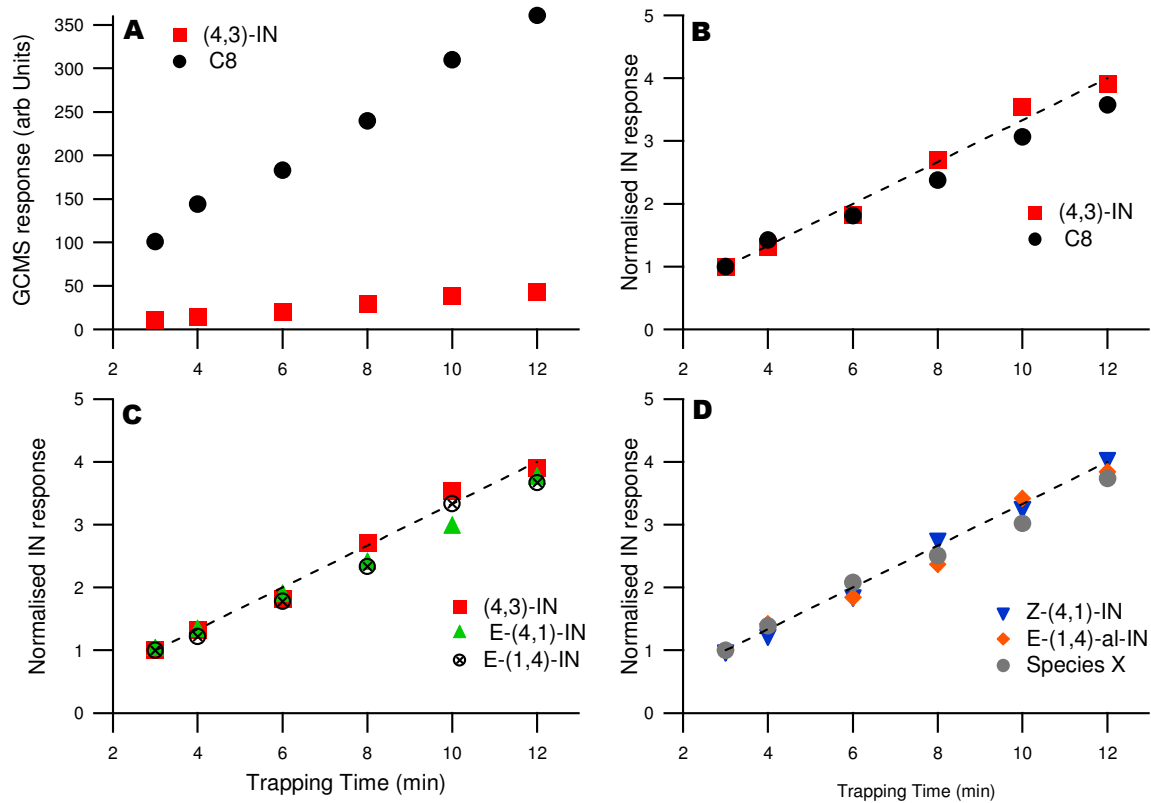 A
(4,3)-IN
C8
GCMS response (arb Units)
350
300
250
200
150
100
50
0
2 4 6 8 10 12
B
Normalised IN response
5
4
3
2
1
0
(4,3)-IN
C8
2 4 6 8 10 12
C
Normalised IN response
5
4
3
2
1
0
(4,3)-IN
E-(4,1)-IN
E-(1,4)-IN
2 4 6 8 10 12
Trapping Time (min)
D
Normalised IN response
5
4
3
2
1
0
Z-(4,1)-IN
E-(1,4)-al-IN
Species X
2 4 6 8 10 12
Trapping Time (min)